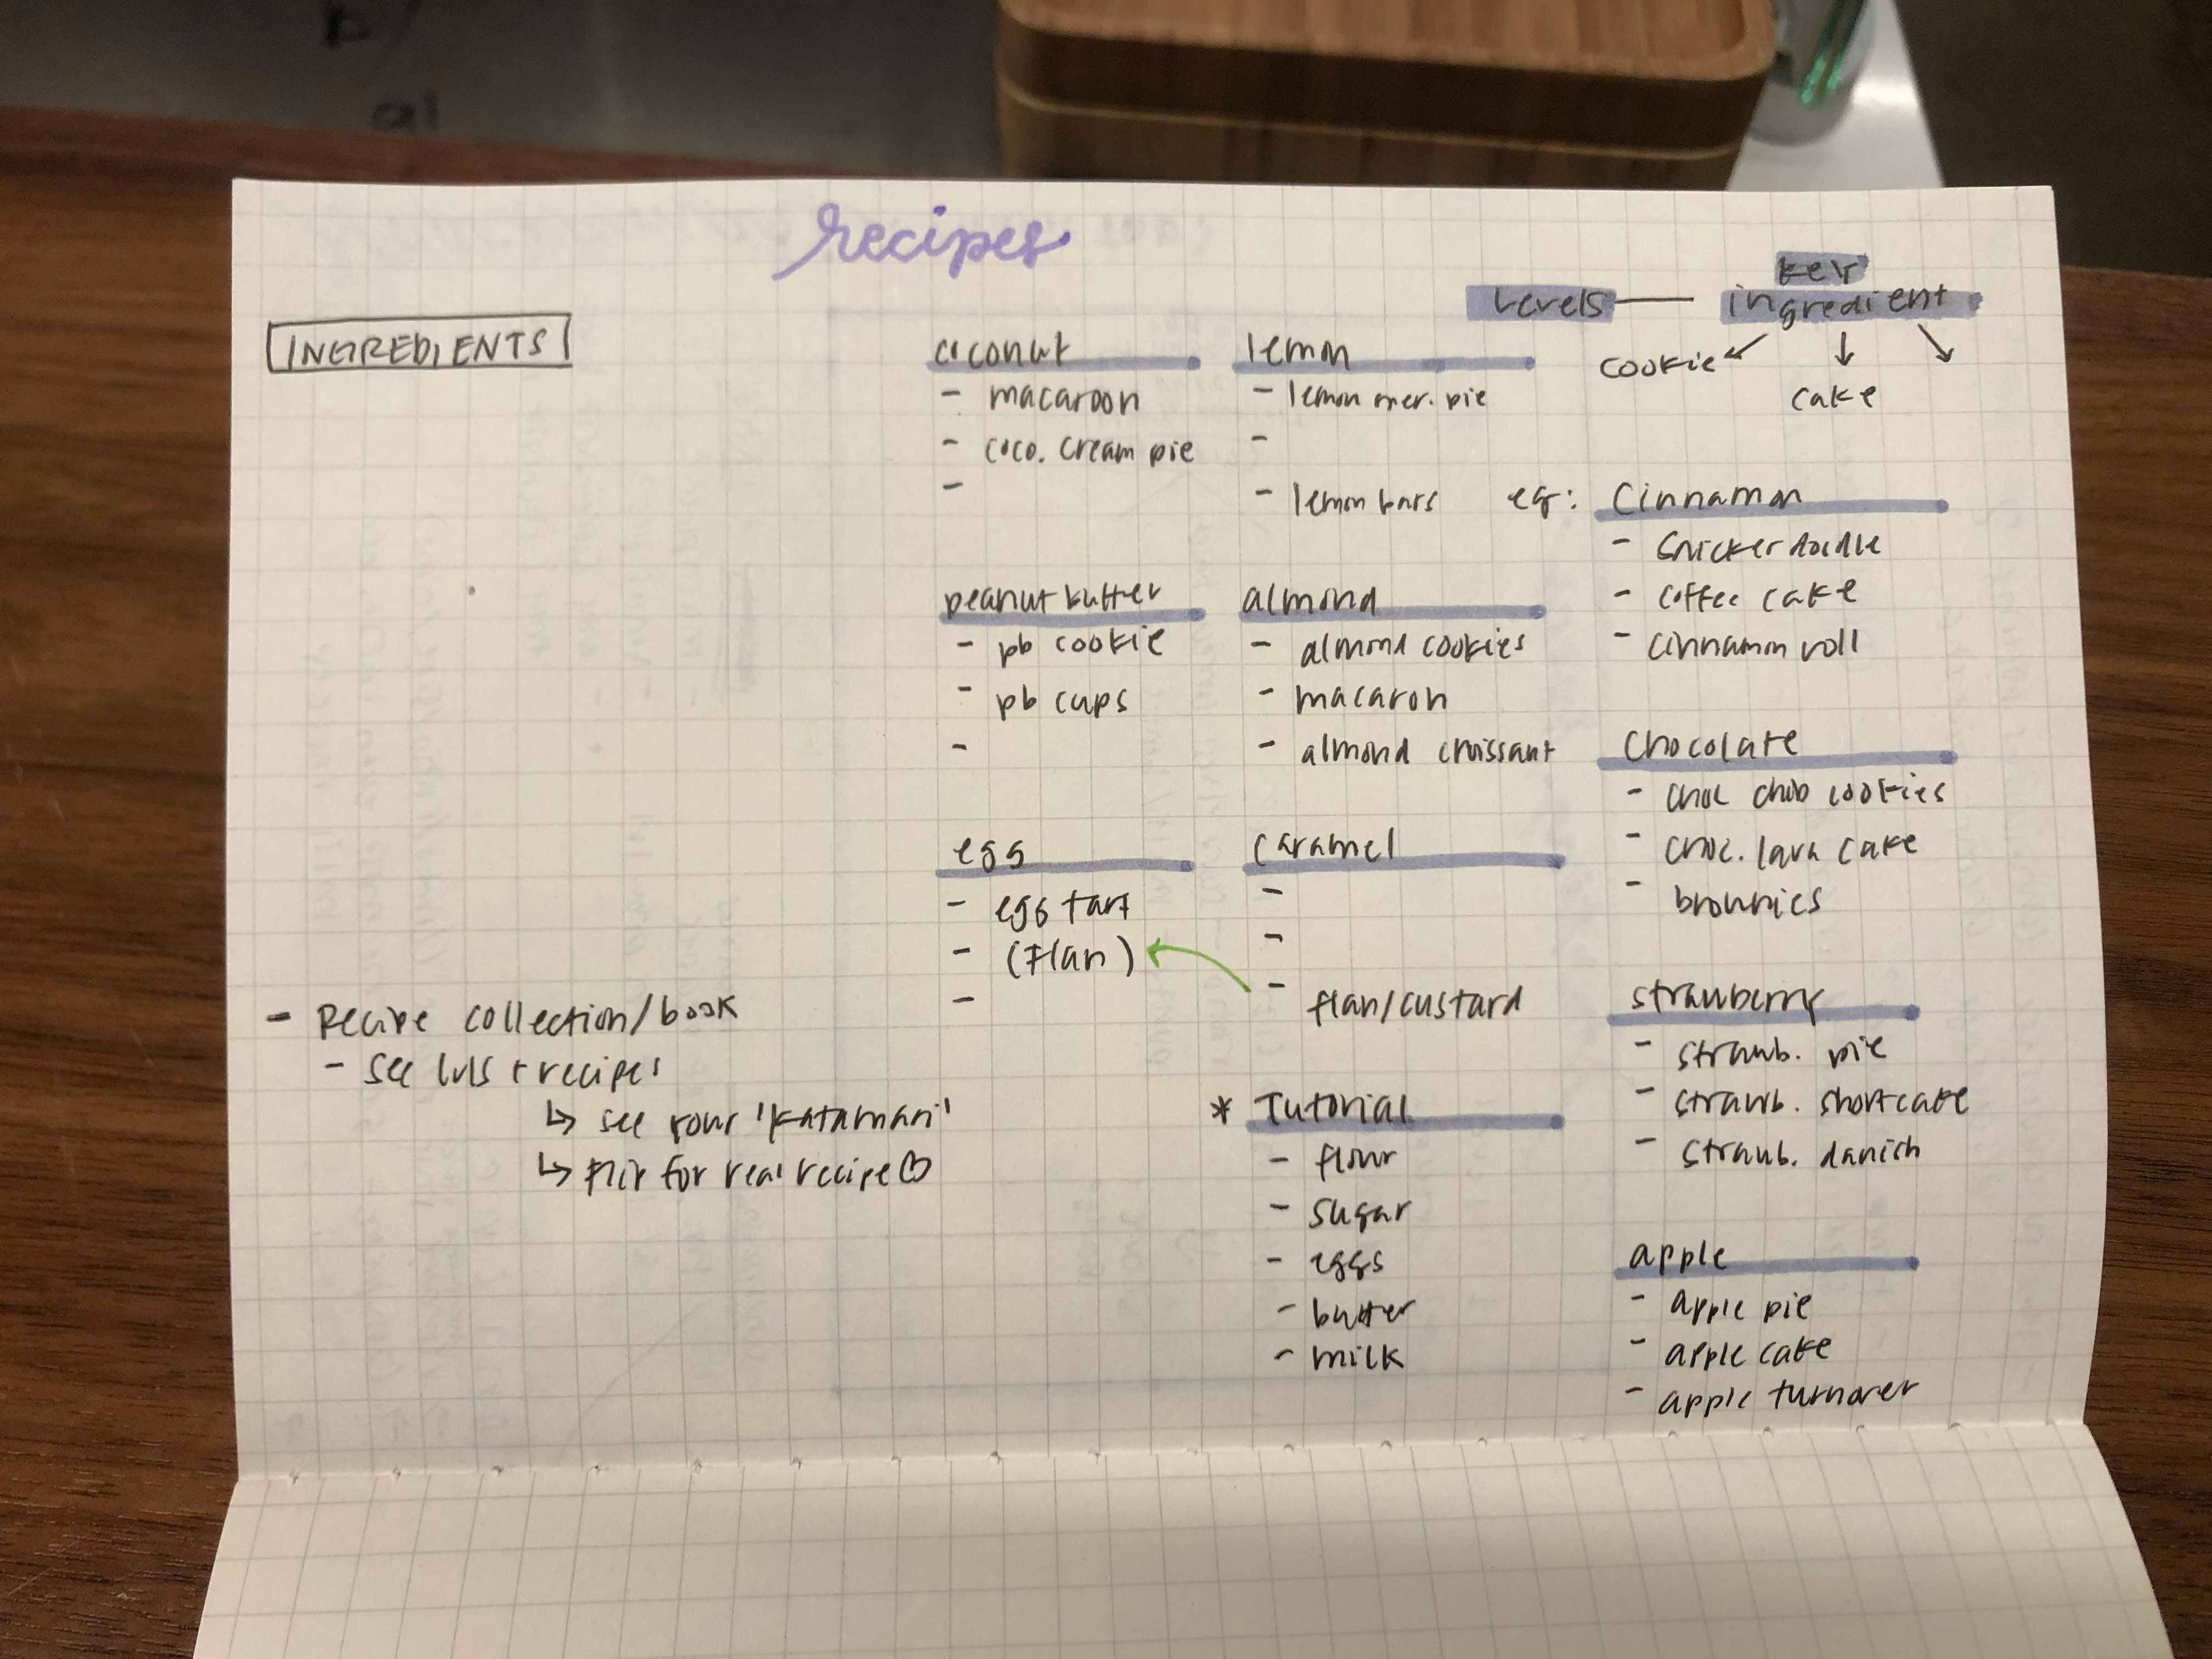 recipes
INGREDIENTS
- Recipe collection/book
- see lvls + recipes
↳ see your 'katamari'
↳ flip for real recipe ♡
coconut
- macaroon
- coco. cream pie
-
peanut butter
- pb cookie
- pb cups
-
egg
- egg tart
- (Flan)
-
lemon
- lemon mer. pie
-
- lemon bars
almond
- almond cookies
- macaron
- almond croissant
caramel
-
-
- flan/custard
* Tutorial
- flour
- sugar
- eggs
- butter
- milk
Levels — key
ingredient
cookie
cake
eg: Cinnamon
- snickerdoodle
- coffee cake
- cinnamon roll
Chocolate
- choc chip cookies
- choc. lava cake
- brownies
strawberry
- strawb. pie
- strawb. shortcake
- strawb. danish
apple
- apple pie
- apple cake
- apple turnover